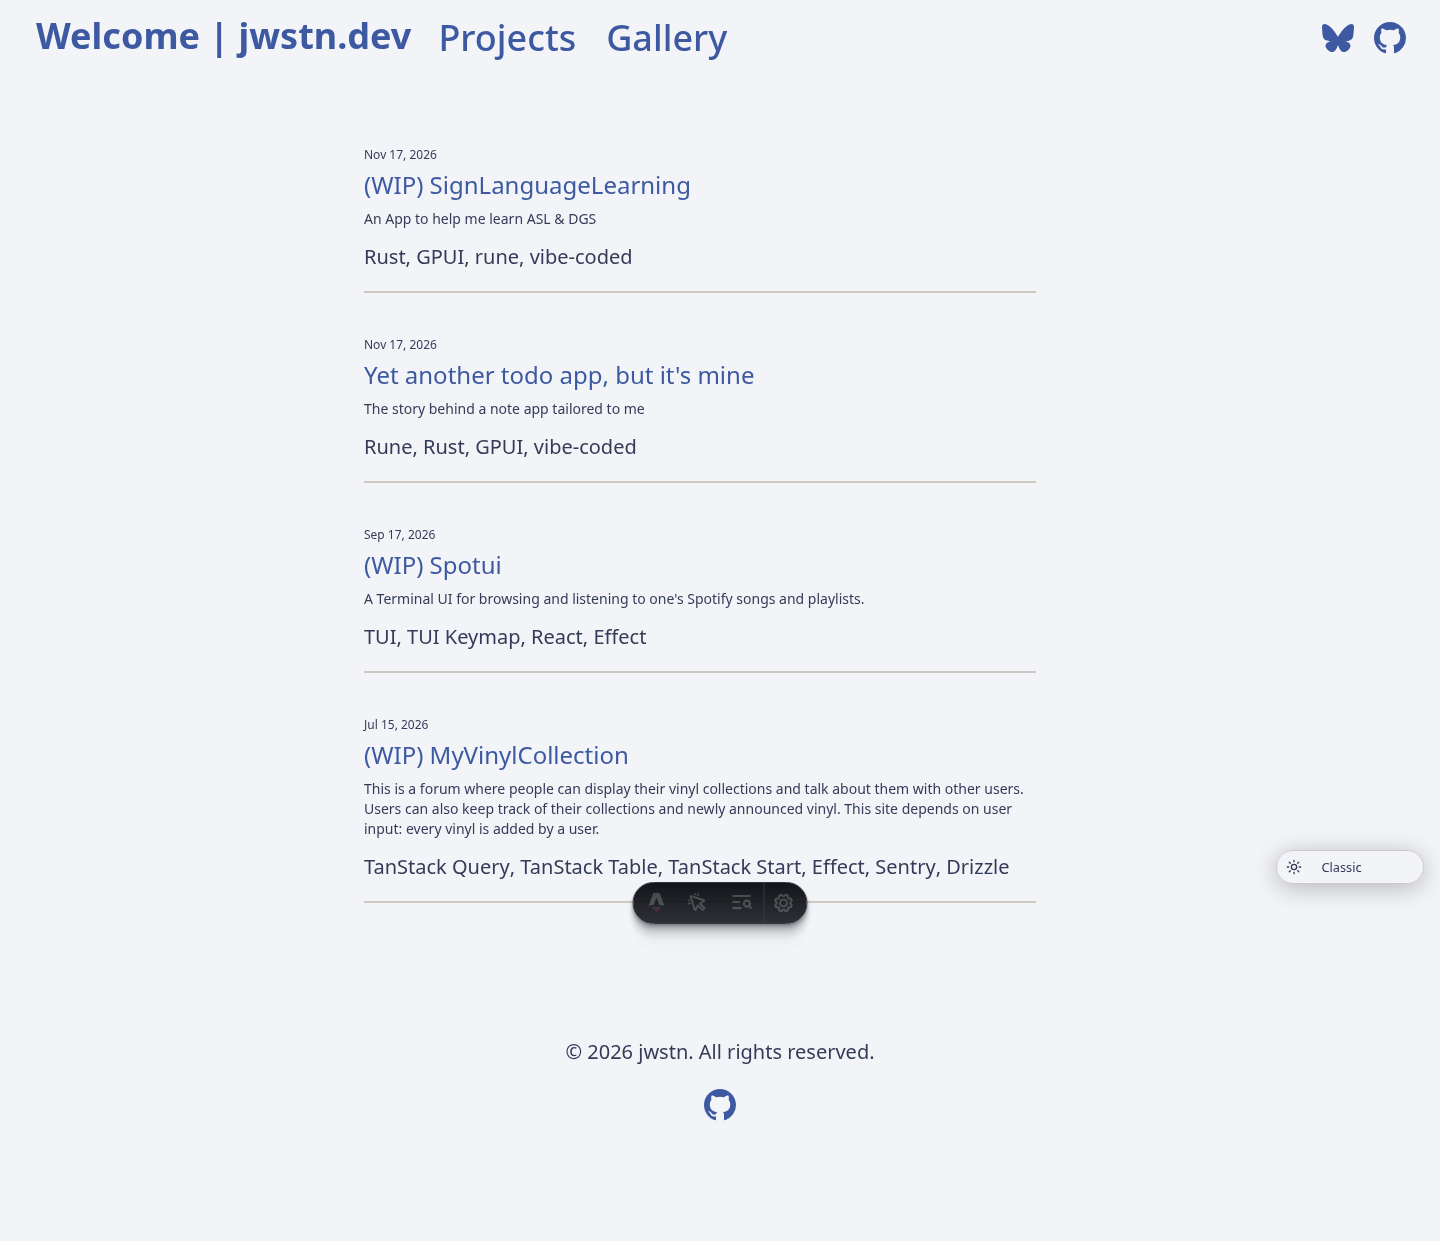 Welcome | jwstn.dev Projects Gallery
Nov 17, 2026
(WIP) SignLanguageLearning
An App to help me learn ASL & DGS
Rust, GPUI, rune, vibe-coded
Nov 17, 2026
Yet another todo app, but it's mine
The story behind a note app tailored to me
Rune, Rust, GPUI, vibe-coded
Sep 17, 2026
(WIP) Spotui
A Terminal UI for browsing and listening to one's Spotify songs and playlists.
TUI, TUI Keymap, React, Effect
Jul 15, 2026
(WIP) MyVinylCollection
This is a forum where people can display their vinyl collections and talk about them with other users.
Users can also keep track of their collections and newly announced vinyl. This site depends on user
input: every vinyl is added by a user.
TanStack Query, TanStack Table, TanStack Start, Effect, Sentry, Drizzle
Classic
© 2026 jwstn. All rights reserved.